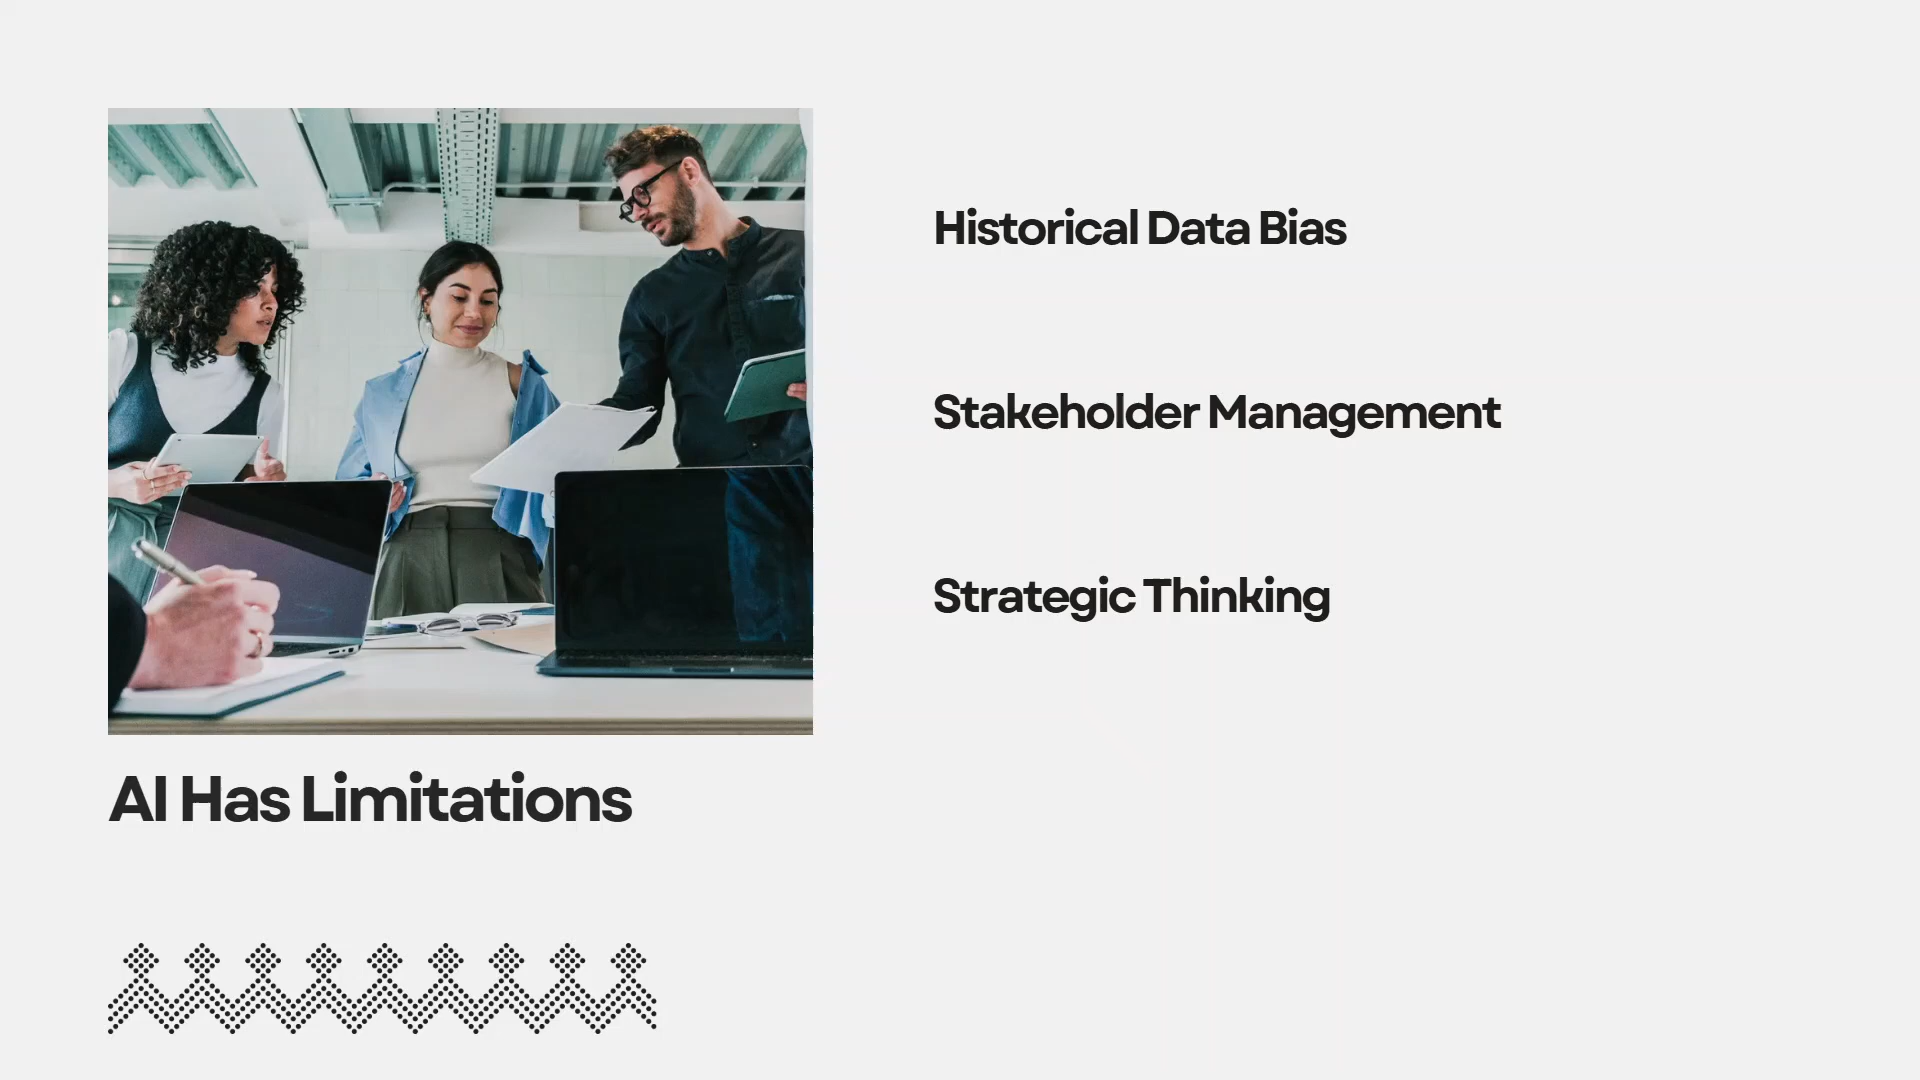 Historical Data Bias
Stakeholder Management
Strategic Thinking
AI Has Limitations